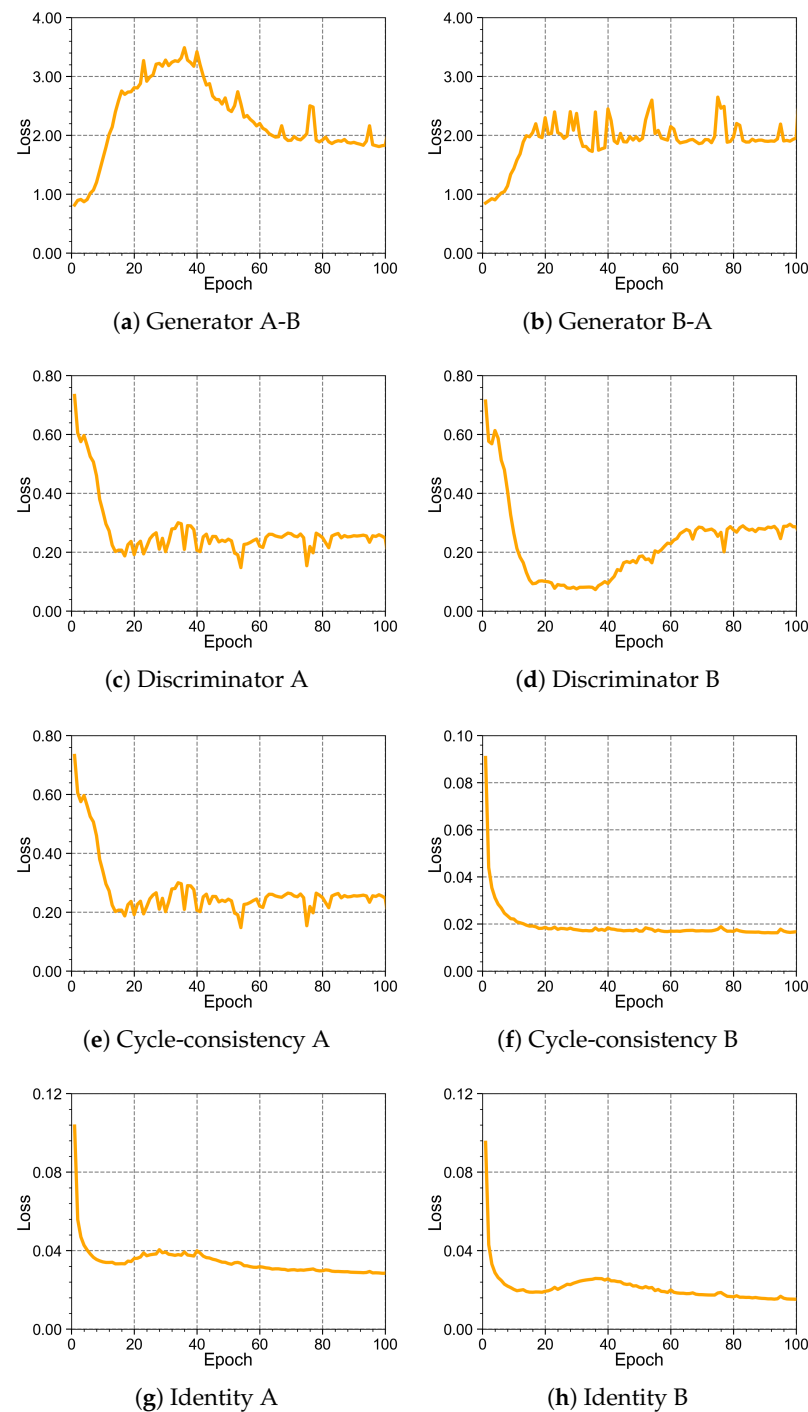 4.00
3.00
2.00
1.00
0.00
Loss
0 20 40 60 80 100
Epoch
(a) Generator A-B
4.00
3.00
2.00
1.00
0.00
Loss
0 20 40 60 80 100
Epoch
(b) Generator B-A
0.80
0.60
0.40
0.20
0.00
Loss
0 20 40 60 80 100
Epoch
(c) Discriminator A
0.80
0.60
0.40
0.20
0.00
Loss
0 20 40 60 80 100
Epoch
(d) Discriminator B
0.80
0.60
0.40
0.20
0.00
Loss
0 20 40 60 80 100
Epoch
(e) Cycle-consistency A
0.10
0.08
0.06
0.04
0.02
0.00
Loss
0 20 40 60 80 100
Epoch
(f) Cycle-consistency B
0.12
0.08
0.04
0.00
Loss
0 20 40 60 80 100
Epoch
(g) Identity A
0.12
0.08
0.04
0.00
Loss
0 20 40 60 80 100
Epoch
(h) Identity B